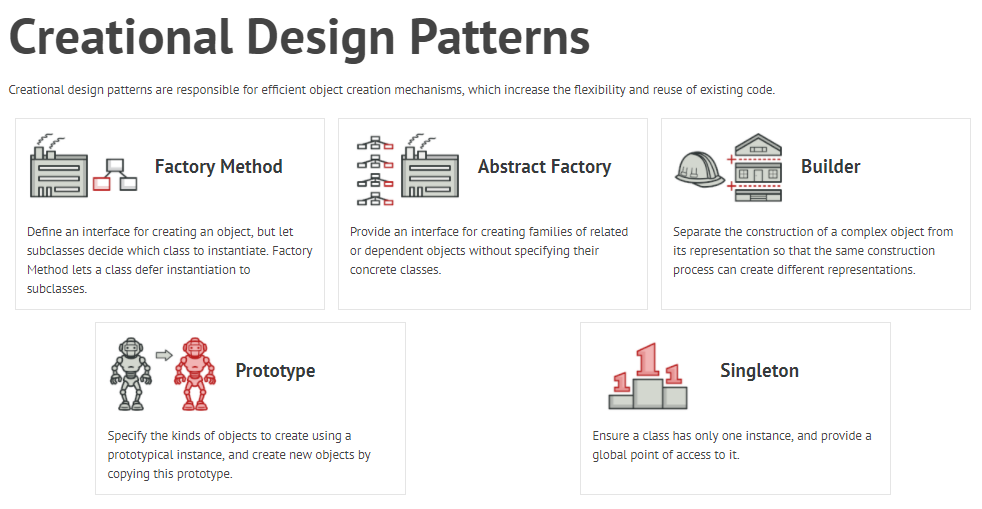 Creational Design Patterns
Creational design patterns are responsible for efficient object creation mechanisms, which increase the flexibility and reuse of existing code.
Factory Method
Define an interface for creating an object, but let
subclasses decide which class to instantiate. Factory
Method lets a class defer instantiation to
subclasses.
Abstract Factory
Provide an interface for creating families of related
or dependent objects without specifying their
concrete classes.
Builder
Separate the construction of a complex object from
its representation so that the same construction
process can create different representations.
Prototype
Specify the kinds of objects to create using a
prototypical instance, and create new objects by
copying this prototype.
1 1 1
Singleton
Ensure a class has only one instance, and provide a
global point of access to it.